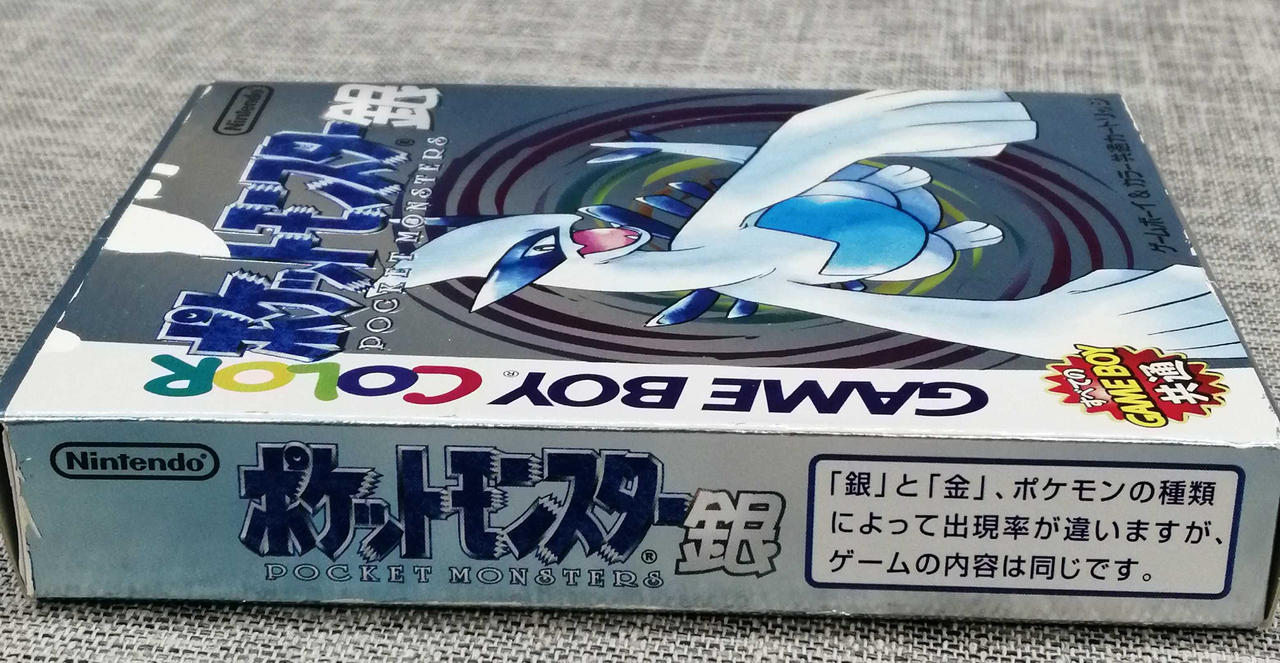 Nintendo
ポケットモンスター銀
POCKET MONSTERS
ゲームボーイ&カラー共通カートリッジ
GAME BOY COLOR
すべての
GAME BOY
共通
Nintendo
ポケットモンスター銀
POCKET MONSTERS
「銀」と「金」、ポケモンの種類
によって出現率が違いますが、
ゲームの内容は同じです。